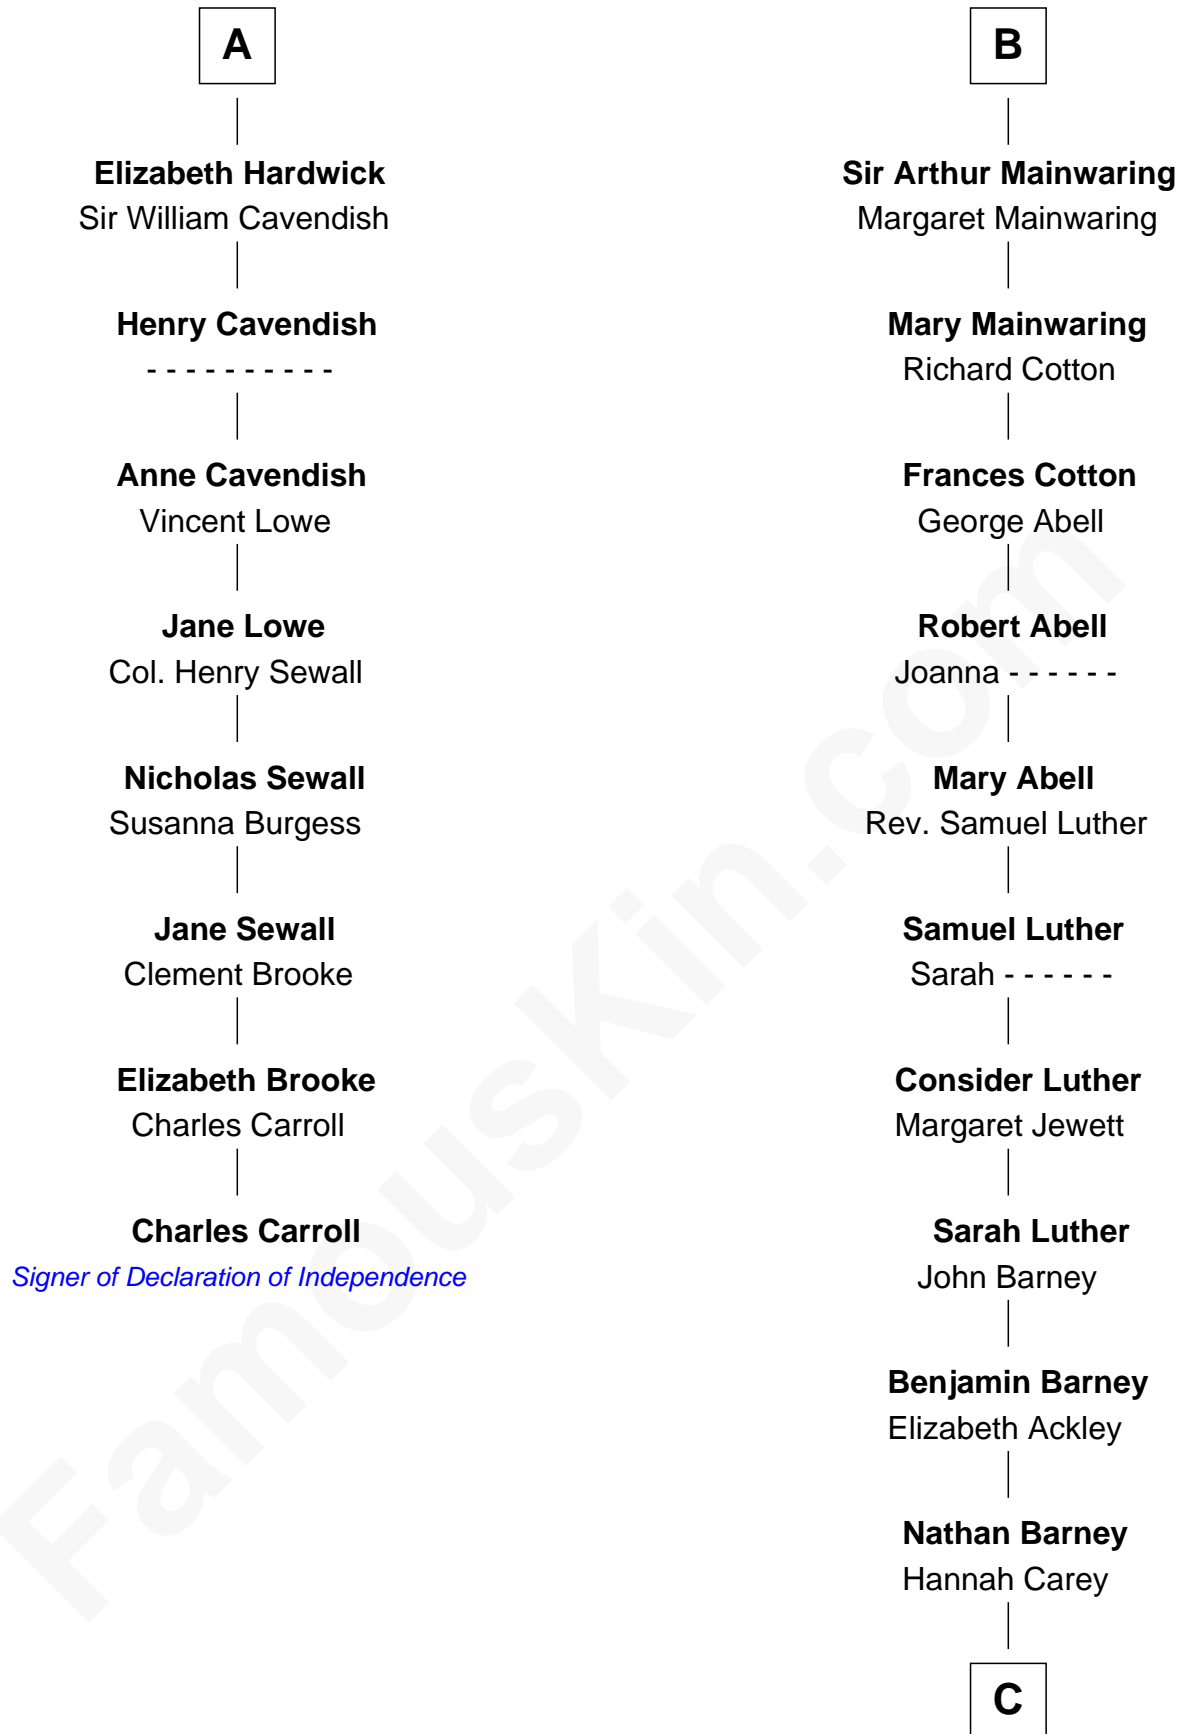 A
Elizabeth Hardwick
Sir William Cavendish
Henry Cavendish
- - - - - - - - - -
Anne Cavendish
Vincent Lowe
Jane Lowe
Col. Henry Sewall
Nicholas Sewall
Susanna Burgess
Jane Sewall
Clement Brooke
Elizabeth Brooke
Charles Carroll
Charles Carroll
Signer of Declaration of Independence
B
Sir Arthur Mainwaring
Margaret Mainwaring
Mary Mainwaring
Richard Cotton
Frances Cotton
George Abell
Robert Abell
Joanna - - - - - -
Mary Abell
Rev. Samuel Luther
Samuel Luther
Sarah - - - - - -
Consider Luther
Margaret Jewett
Sarah Luther
John Barney
Benjamin Barney
Elizabeth Ackley
Nathan Barney
Hannah Carey
C
FamousKin.com